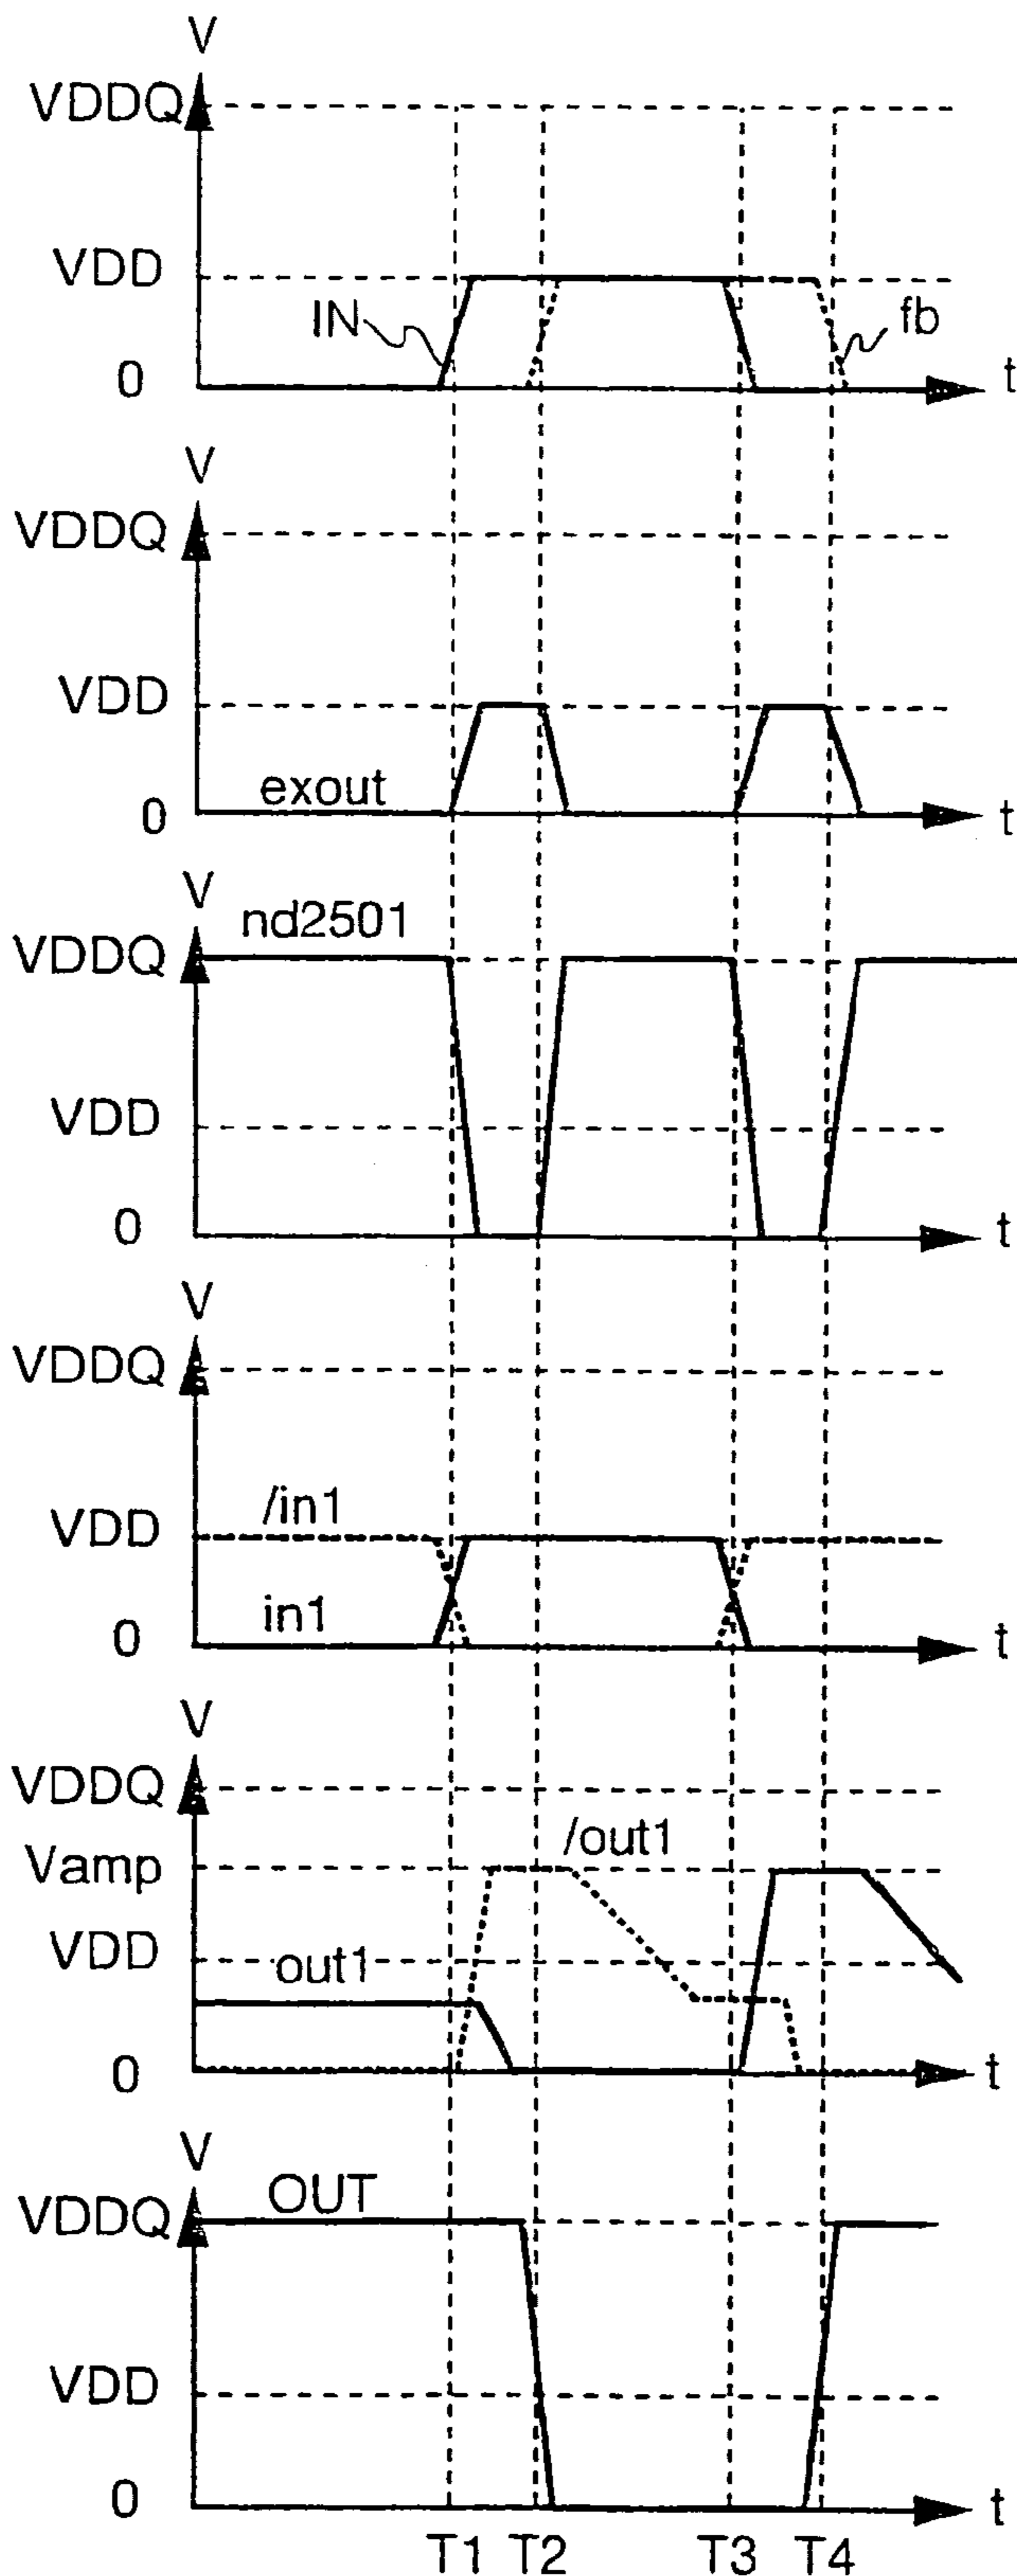 V
VDDQ
VDD
IN
fb
0
t
V
VDDQ
VDD
exout
0
t
V
nd2501
VDDQ
VDD
0
t
V
VDDQ
/in1
VDD
in1
0
t
V
VDDQ
/out1
Vamp
VDD
out1
0
t
V
OUT
VDDQ
VDD
0
t
T1 T2 T3 T4